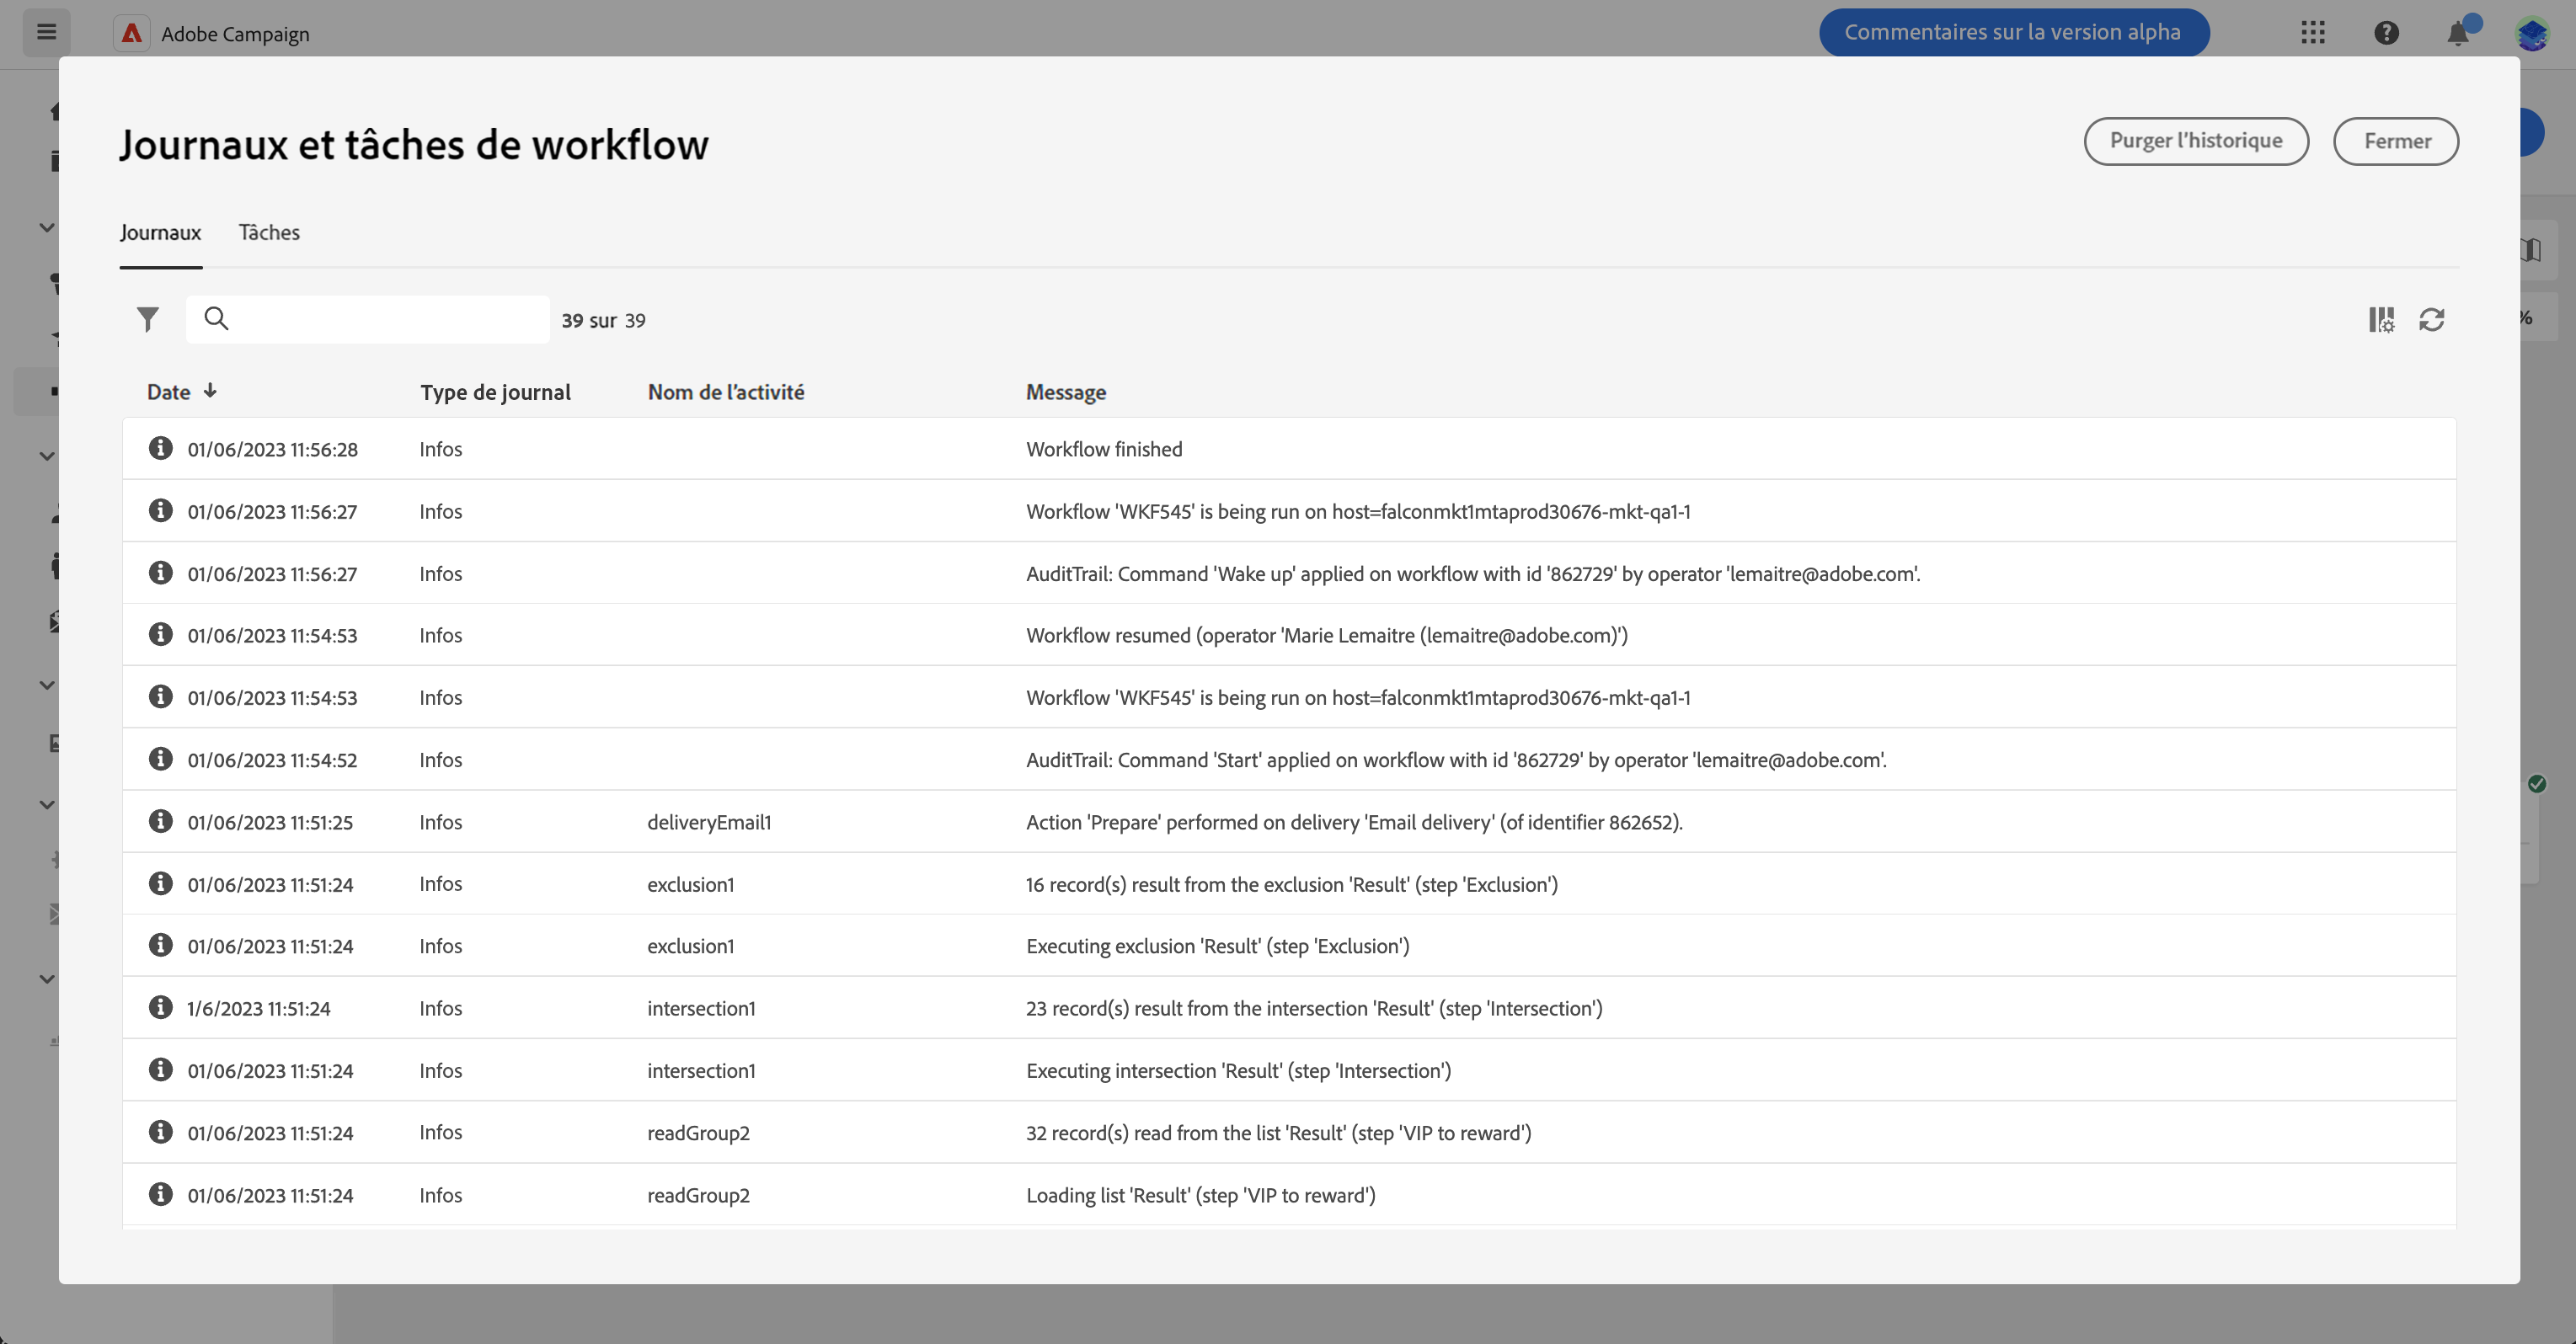 Adobe Campaign
Commentaires sur la version alpha
Journaux et tâches de workflow
Purger l'historique
Fermer
Journaux Tâches
39 sur 39
%
Date Type de journal Nom de l'activité Message
01/06/2023 11:56:28 Infos Workflow finished
01/06/2023 11:56:27 Infos Workflow 'WKF545' is being run on host=falconmkt1mtaprod30676-mkt-qa1-1
01/06/2023 11:56:27 Infos AuditTrail: Command 'Wake up' applied on workflow with id '862729' by operator 'lemaitre@adobe.com'.
01/06/2023 11:54:53 Infos Workflow resumed (operator 'Marie Lemaitre (lemaitre@adobe.com)')
01/06/2023 11:54:53 Infos Workflow 'WKF545' is being run on host=falconmkt1mtaprod30676-mkt-qa1-1
01/06/2023 11:54:52 Infos AuditTrail: Command 'Start' applied on workflow with id '862729' by operator 'lemaitre@adobe.com'.
01/06/2023 11:51:25 Infos deliveryEmail1 Action 'Prepare' performed on delivery 'Email delivery' (of identifier 862652).
01/06/2023 11:51:24 Infos exclusion1 16 record(s) result from the exclusion 'Result' (step 'Exclusion')
01/06/2023 11:51:24 Infos exclusion1 Executing exclusion 'Result' (step 'Exclusion')
1/6/2023 11:51:24 Infos intersection1 23 record(s) result from the intersection 'Result' (step 'Intersection')
01/06/2023 11:51:24 Infos intersection1 Executing intersection 'Result' (step 'Intersection')
01/06/2023 11:51:24 Infos readGroup2 32 record(s) read from the list 'Result' (step 'VIP to reward')
01/06/2023 11:51:24 Infos readGroup2 Loading list 'Result' (step 'VIP to reward')